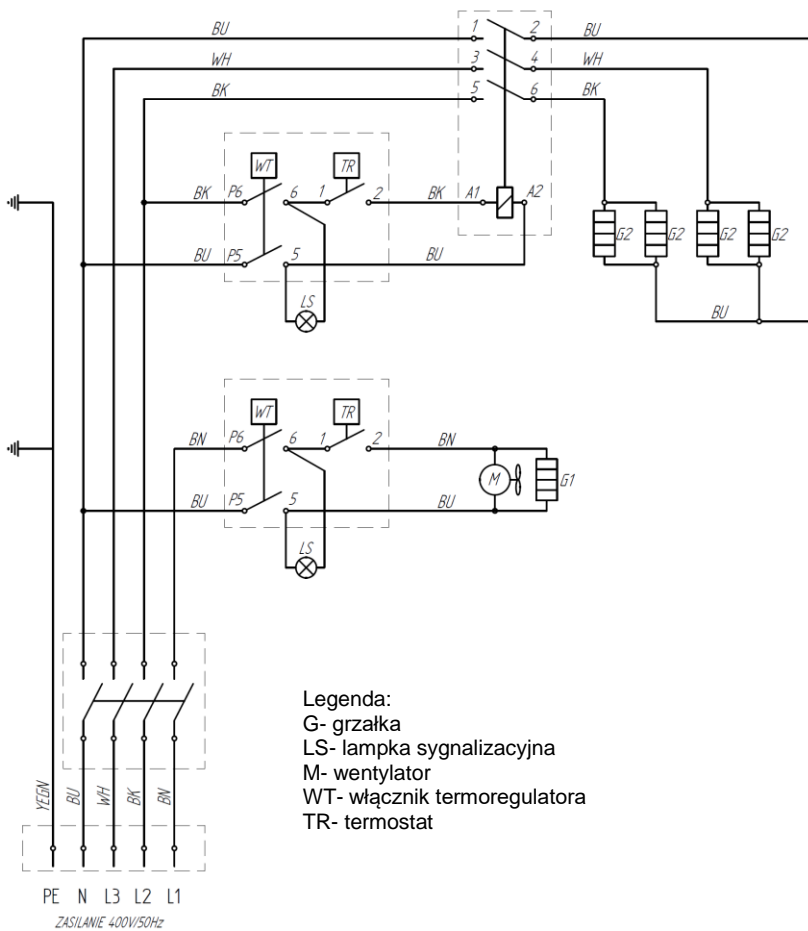 BU 1 2 BU
WH 3 4 WH
BK 5 6 BK
WT TR
BK P6 6 1 2 BK A1 A2
G2 G2 G2 G2
BU P5 5 BU
LS
BU
WT TR
BN P6 6 1 2 BN
M G1
BU P5 5 BU
LS
Legenda:
G- grzałka
LS- lampka sygnalizacyjna
M- wentylator
WT- włącznik termoregulatora
TR- termostat
YEGN BU WH BK BN
PE N L3 L2 L1
ZASILANIE 400V/50Hz